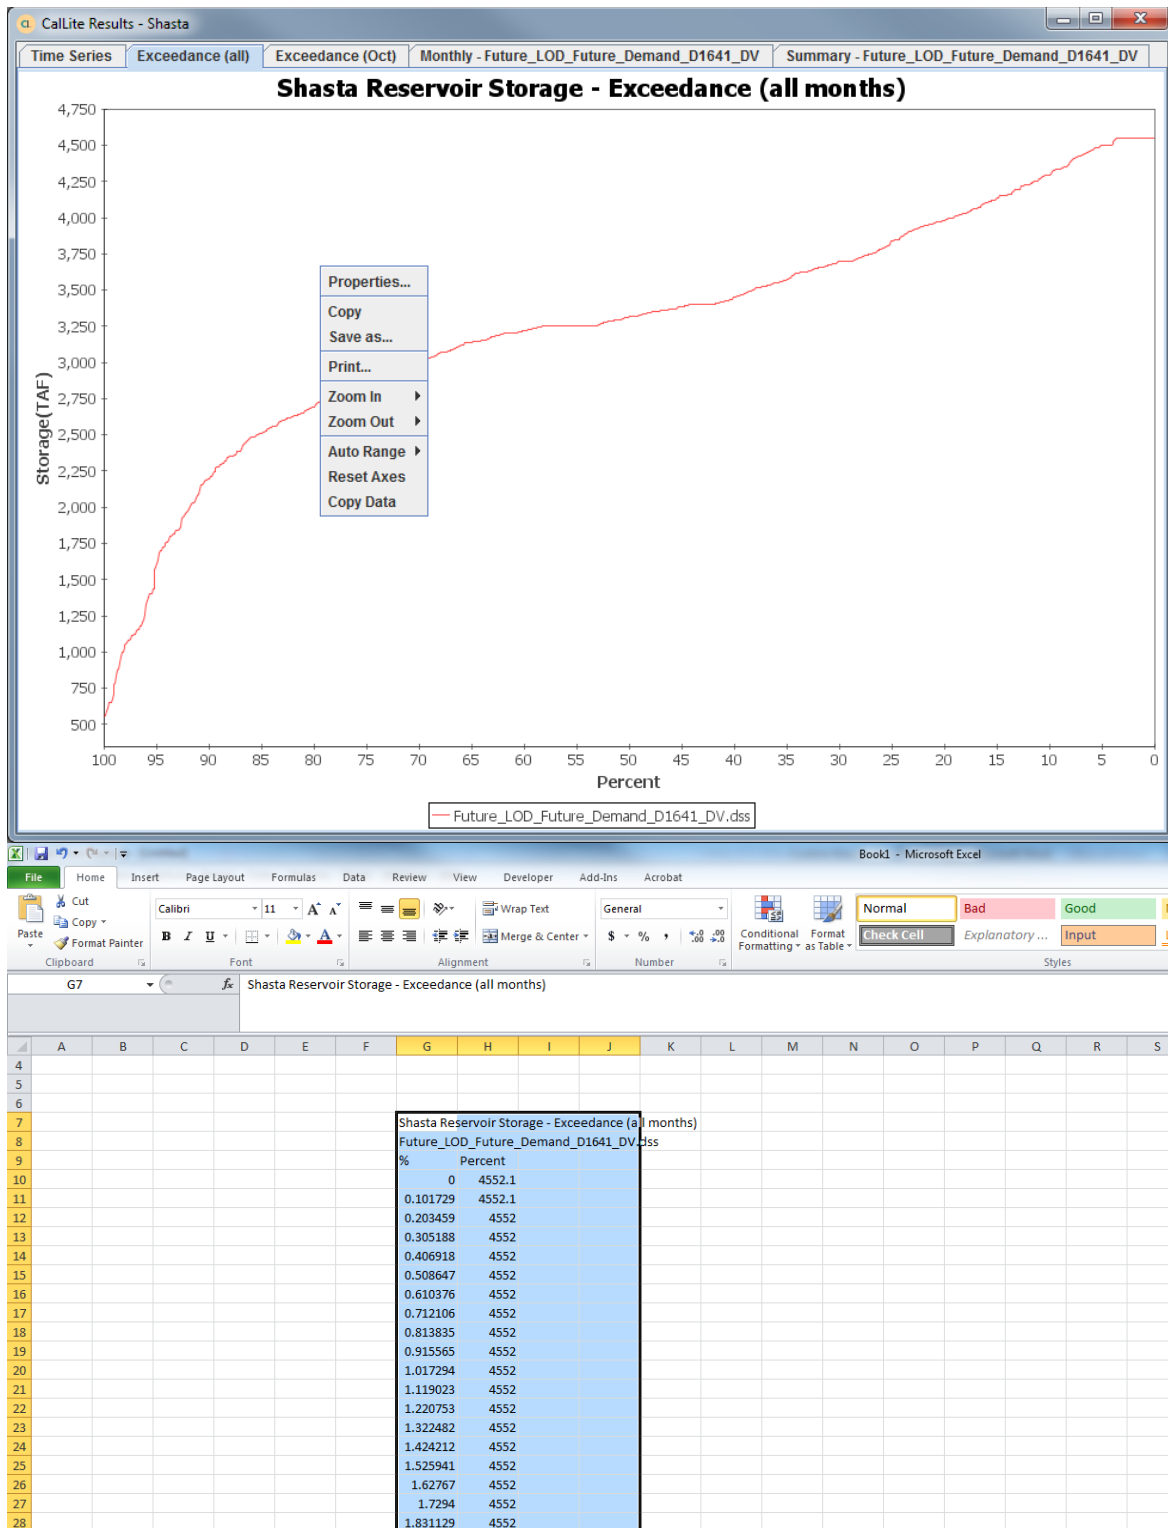 CL CalLite Results - Shasta
Time Series Exceedance (all) Exceedance (Oct) Monthly - Future_LOD_Future_Demand_D1641_DV Summary - Future_LOD_Future_Demand_D1641_DV
Shasta Reservoir Storage - Exceedance (all months)
4,750
4,500
4,250
4,000
3,750
3,500
3,250
3,000
2,750
2,500
2,250
2,000
1,750
1,500
1,250
1,000
750
500
Storage(TAF)
Properties...
Copy
Save as...
Print...
Zoom In
Zoom Out
Auto Range
Reset Axes
Copy Data
100 95 90 85 80 75 70 65 60 55 50 45 40 35 30 25 20 15 10 5 0
Percent
Future_LOD_Future_Demand_D1641_DV.dss
Book1 - Microsoft Excel
File Home Insert Page Layout Formulas Data Review View Developer Add-Ins Acrobat
Paste Cut Copy Format Painter
Calibri 11 A A
B I U A
Wrap Text
Merge & Center
General
$ % , .00 .00
Conditional Formatting Format as Table
Normal Bad Good
Check Cell Explanatory ... Input
Clipboard Font Alignment Number Styles
G7 fx Shasta Reservoir Storage - Exceedance (all months)
A B C D E F G H I J K L M N O P Q R S
4
5
6
7 Shasta Reservoir Storage - Exceedance (all months)
8 Future_LOD_Future_Demand_D1641_DV.dss
9 % Percent
10 0 4552.1
11 0.101729 4552.1
12 0.203459 4552
13 0.305188 4552
14 0.406918 4552
15 0.508647 4552
16 0.610376 4552
17 0.712106 4552
18 0.813835 4552
19 0.915565 4552
20 1.017294 4552
21 1.119023 4552
22 1.220753 4552
23 1.322482 4552
24 1.424212 4552
25 1.525941 4552
26 1.62767 4552
27 1.7294 4552
28 1.831129 4552